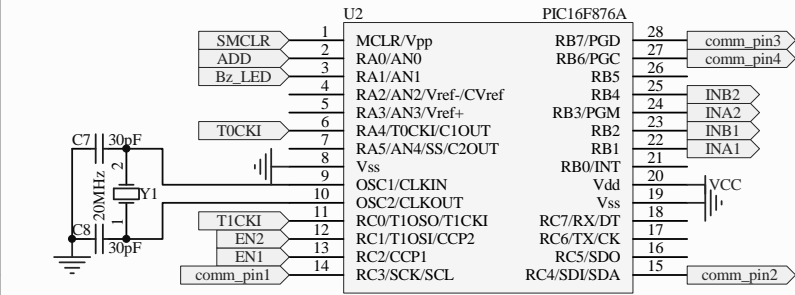 U2 PIC16F876A
SMCLR 1 MCLR/Vpp RB7/PGD 28 comm_pin3
ADD 2 RA0/AN0 RB6/PGC 27 comm_pin4
Bz_LED 3 RA1/AN1 RB5 26
4 RA2/AN2/Vref-/CVref RB4 25 INB2
5 RA3/AN3/Vref+ RB3/PGM 24 INA2
T0CKI 6 RA4/T0CKI/C1OUT RB2 23 INB1
7 RA5/AN4/SS/C2OUT RB1 22 INA1
8 Vss RB0/INT 21
9 OSC1/CLKIN Vdd 20 VCC
10 OSC2/CLKOUT Vss 19
T1CKI 11 RC0/T1OSO/T1CKI RC7/RX/DT 18
EN2 12 RC1/T1OSI/CCP2 RC6/TX/CK 17
EN1 13 RC2/CCP1 RC5/SDO 16
comm_pin1 14 RC3/SCK/SCL RC4/SDI/SDA 15 comm_pin2
C7 30pF
2
20MHz Y1
1
C8 30pF